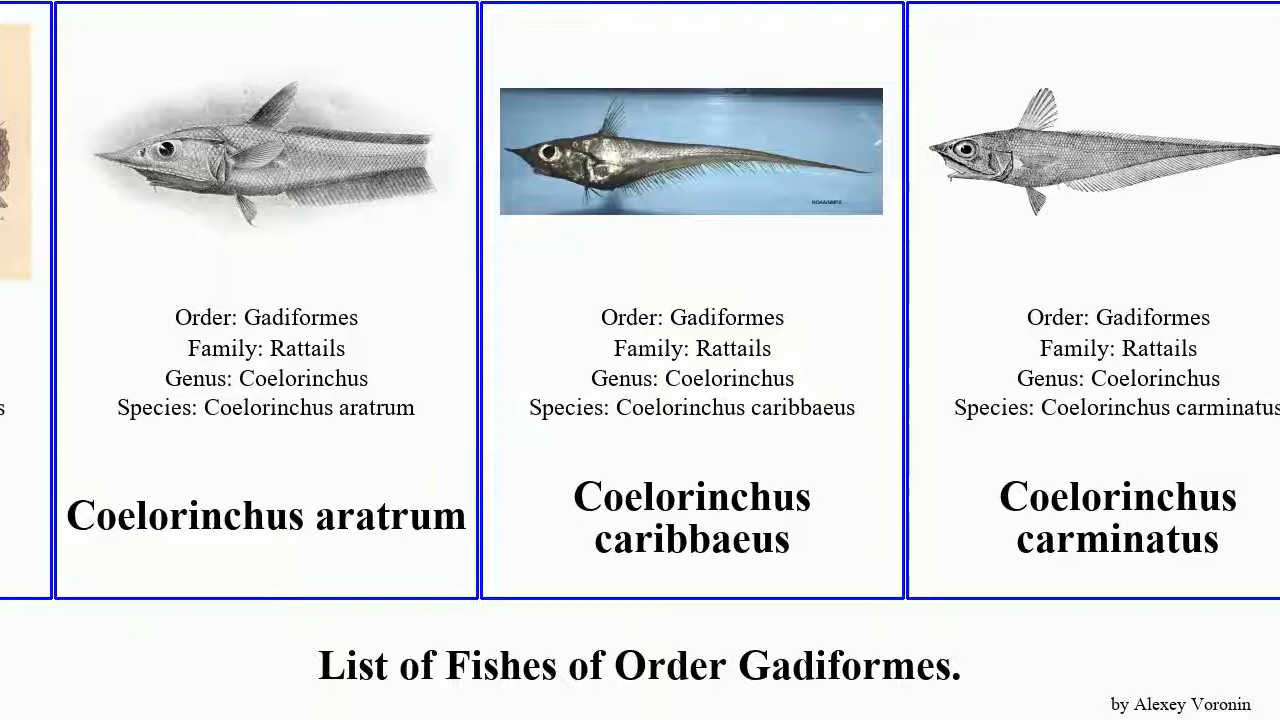 NOAA/NMFS
s
Order: Gadiformes
Family: Rattails
Genus: Coelorinchus
Species: Coelorinchus aratrum
Coelorinchus aratrum
Order: Gadiformes
Family: Rattails
Genus: Coelorinchus
Species: Coelorinchus caribbaeus
Coelorinchus
caribbaeus
Order: Gadiformes
Family: Rattails
Genus: Coelorinchus
Species: Coelorinchus carminatus
Coelorinchus
carminatus
List of Fishes of Order Gadiformes.
by Alexey Voronin